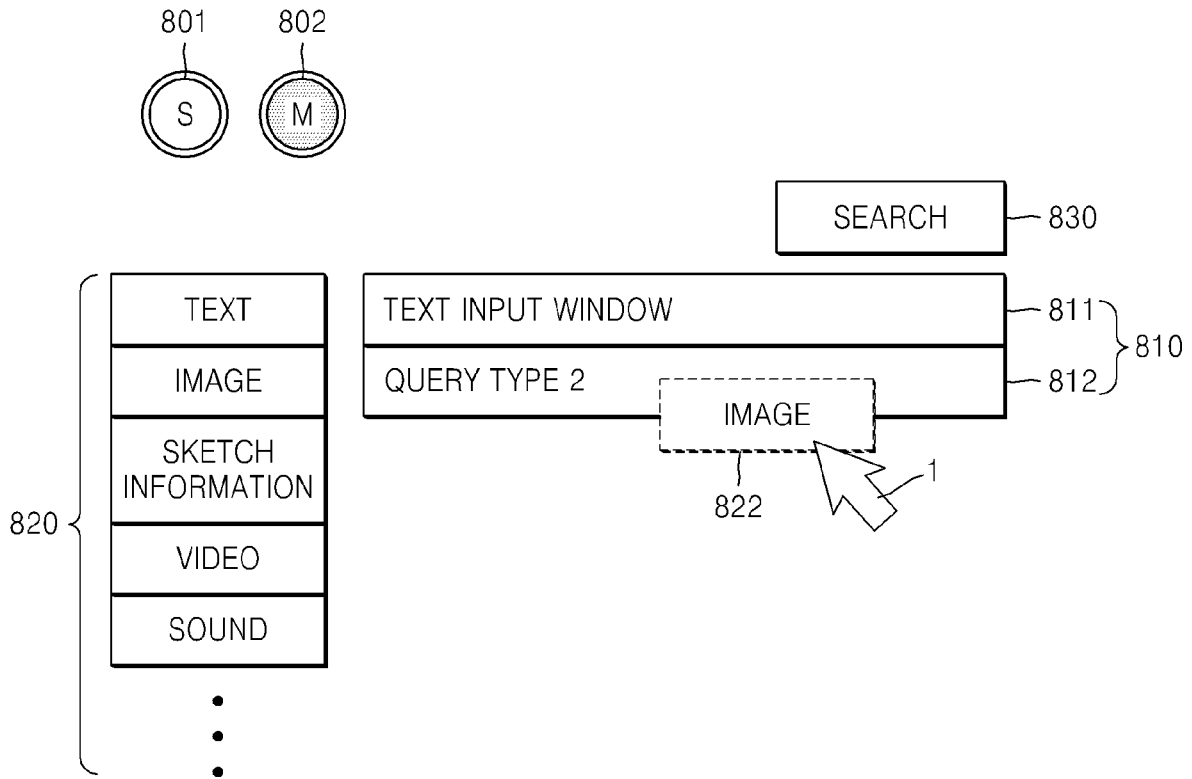 801
802
S
M
SEARCH
830
TEXT
TEXT INPUT WINDOW
811
810
IMAGE
QUERY TYPE 2
812
IMAGE
SKETCH
INFORMATION
1
822
820
VIDEO
SOUND